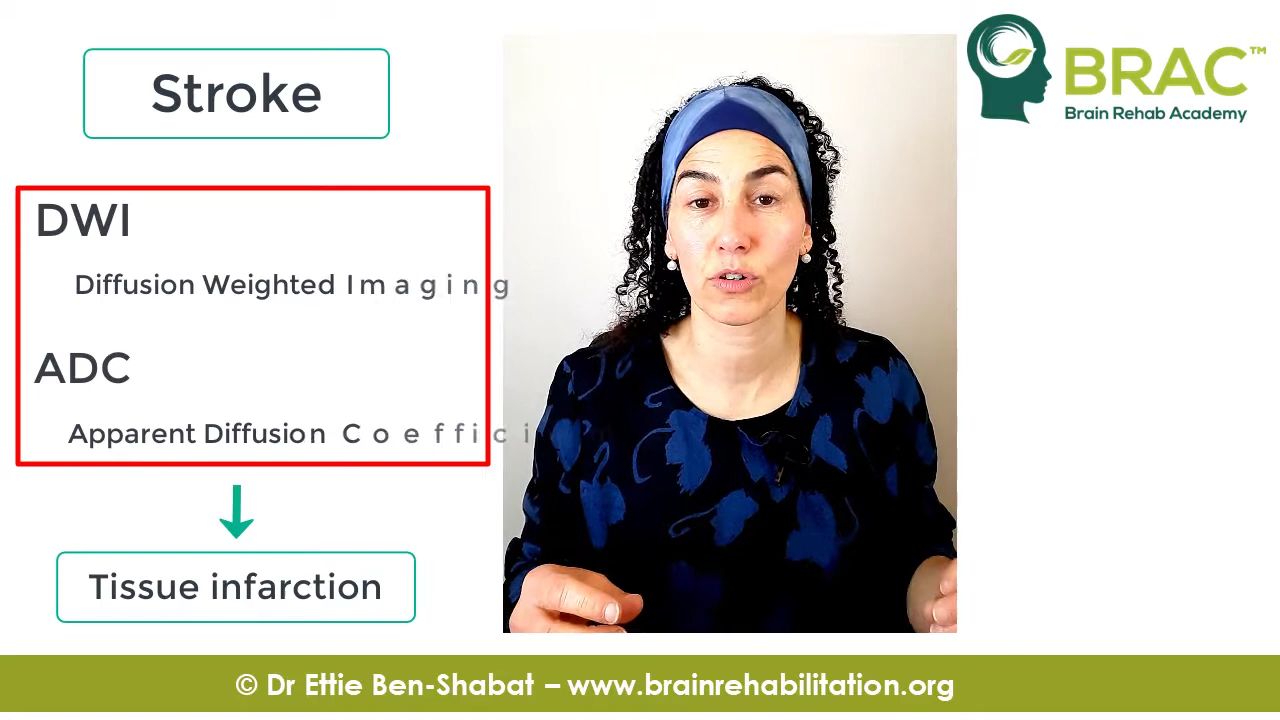 Stroke
BRAC™
Brain Rehab Academy
DWI
Diffusion Weighted Imaging
ADC
Apparent Diffusion
Tissue infarction
© Dr Ettie Ben-Shabat – www.brainrehabilitation.org